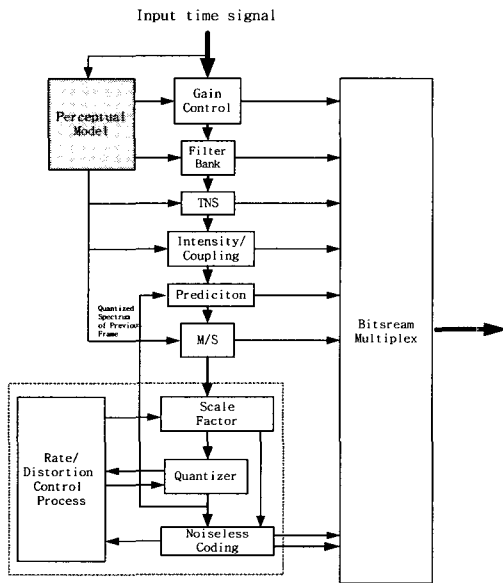 Input time signal
Perceptual
Model
Gain
Control
Filter
Bank
TNS
Intensity/
Coupling
Quantized
Spectrum
of Previous
Frame
Prediciton
M/S
Bitsream
Multiplex
Scale
Factor
Rate/
Distortion
Control
Process
Quantizer
Noiseless
Coding